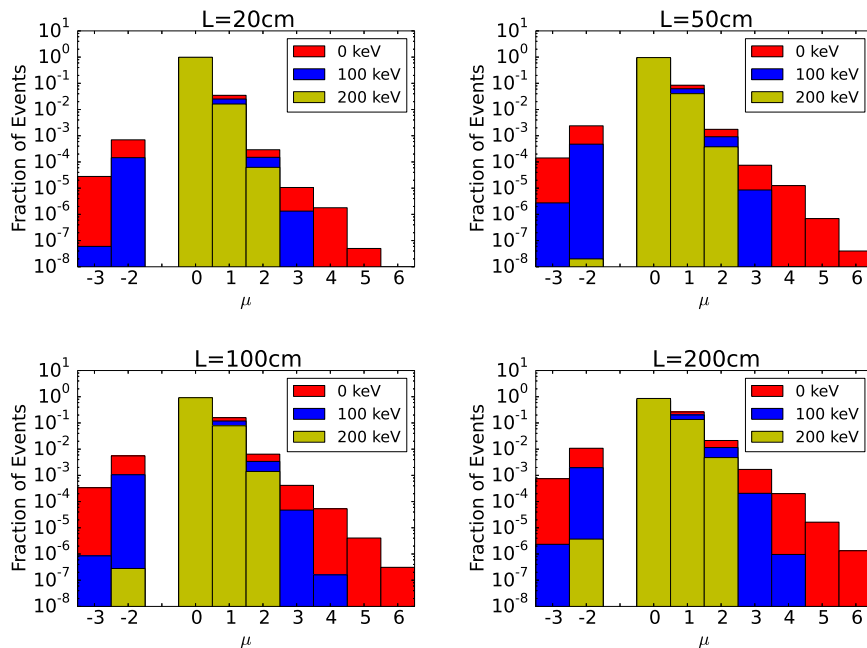 L=20cm
Fraction of Events
10^1
10^0
10^-1
10^-2
10^-3
10^-4
10^-5
10^-6
10^-7
10^-8
0 keV
100 keV
200 keV
-3 -2 0 1 2 3 4 5 6
μ
L=50cm
Fraction of Events
10^1
10^0
10^-1
10^-2
10^-3
10^-4
10^-5
10^-6
10^-7
10^-8
0 keV
100 keV
200 keV
-3 -2 0 1 2 3 4 5 6
μ
L=100cm
Fraction of Events
10^1
10^0
10^-1
10^-2
10^-3
10^-4
10^-5
10^-6
10^-7
10^-8
0 keV
100 keV
200 keV
-3 -2 0 1 2 3 4 5 6
μ
L=200cm
Fraction of Events
10^1
10^0
10^-1
10^-2
10^-3
10^-4
10^-5
10^-6
10^-7
10^-8
0 keV
100 keV
200 keV
-3 -2 0 1 2 3 4 5 6
μ